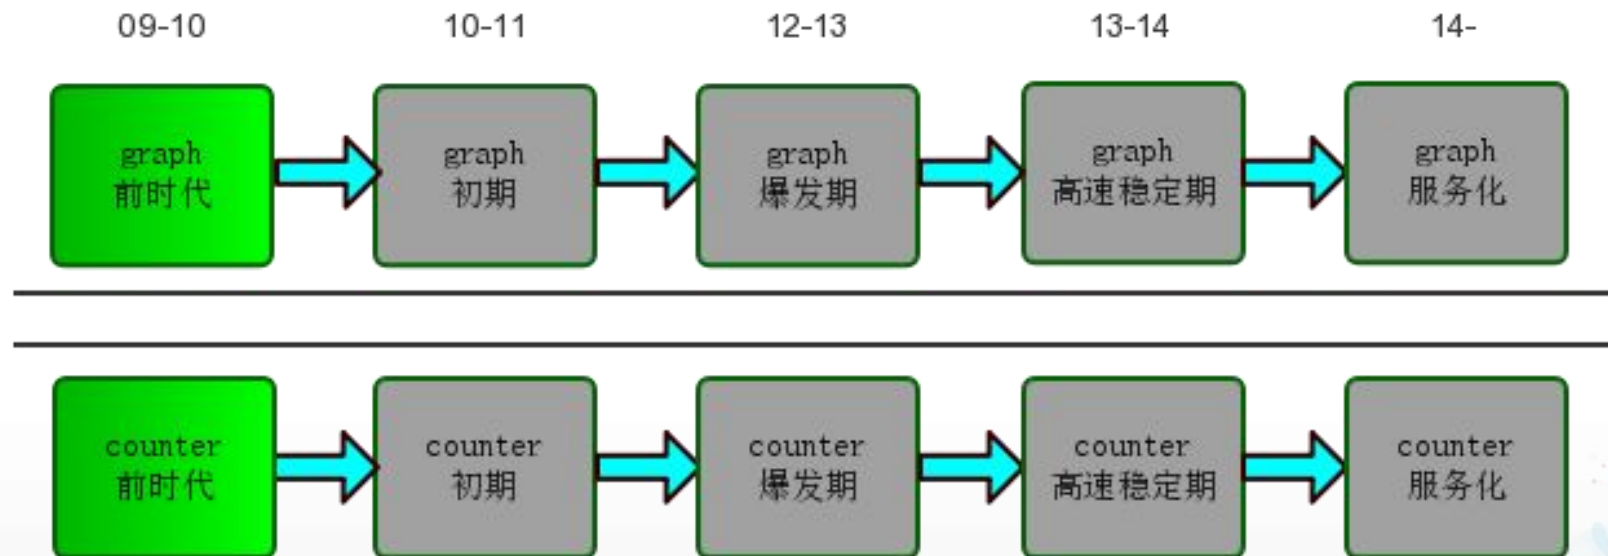 09-10
10-11
12-13
13-14
14-
graph
前时代
graph
初期
graph
爆发期
graph
高速稳定期
graph
服务化
counter
前时代
counter
初期
counter
爆发期
counter
高速稳定期
counter
服务化